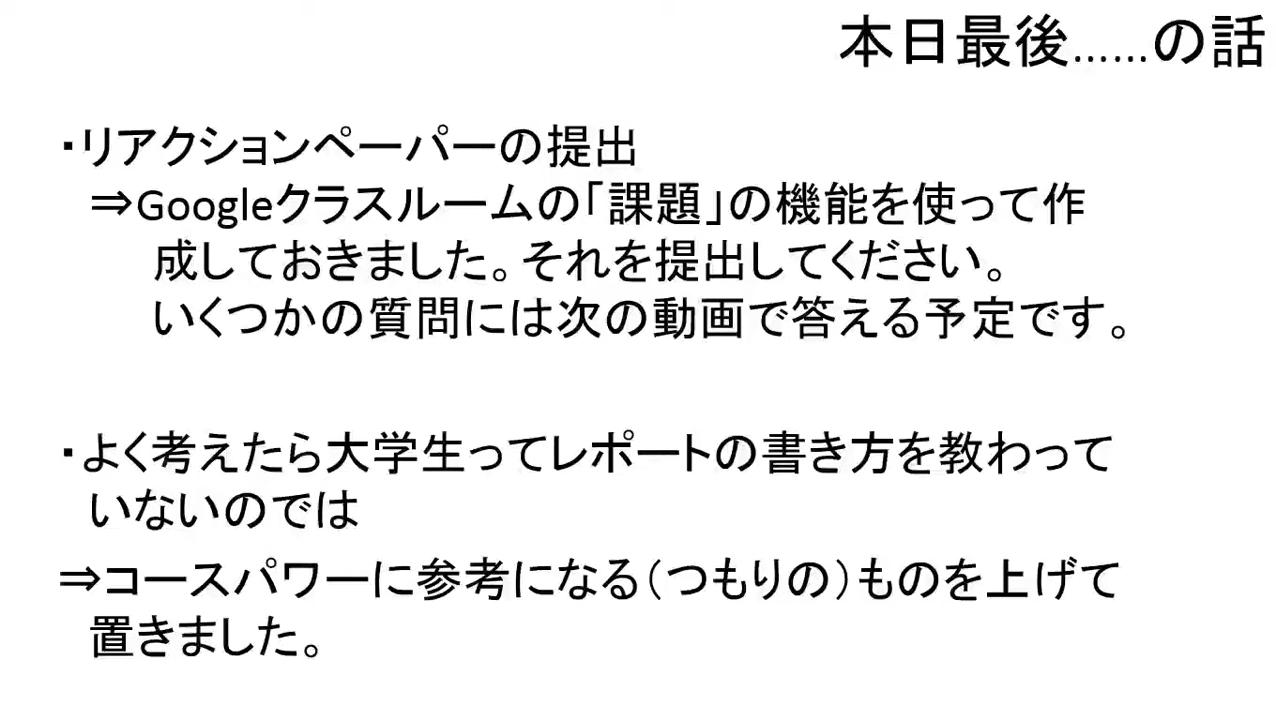 本日最後……の話
・リアクションペーパーの提出
⇒Googleクラスルームの「課題」の機能を使って作
成しておきました。それを提出してください。
いくつかの質問には次の動画で答える予定です。
・よく考えたら大学生ってレポートの書き方を教わって
いないのでは
⇒コースパワーに参考になる（つもりの）ものを上げて
置きました。